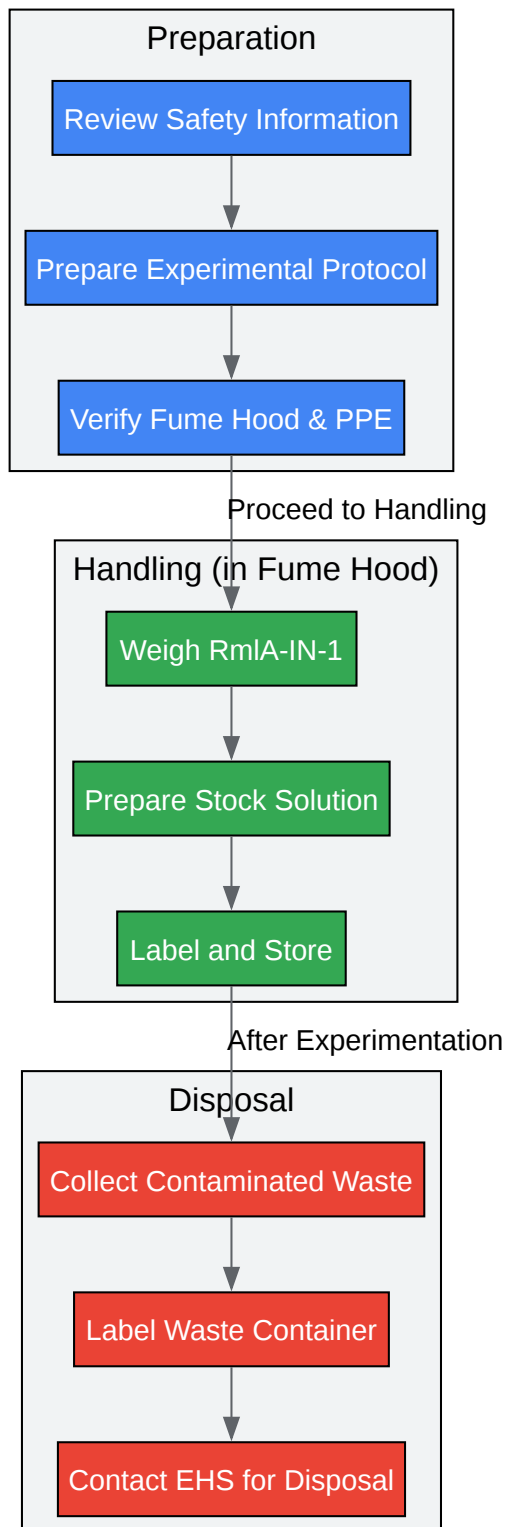 Preparation
Review Safety Information
Prepare Experimental Protocol
Verify Fume Hood & PPE
Proceed to Handling
Handling (in Fume Hood)
Weigh RmlA-IN-1
Prepare Stock Solution
Label and Store
After Experimentation
Disposal
Collect Contaminated Waste
Label Waste Container
Contact EHS for Disposal